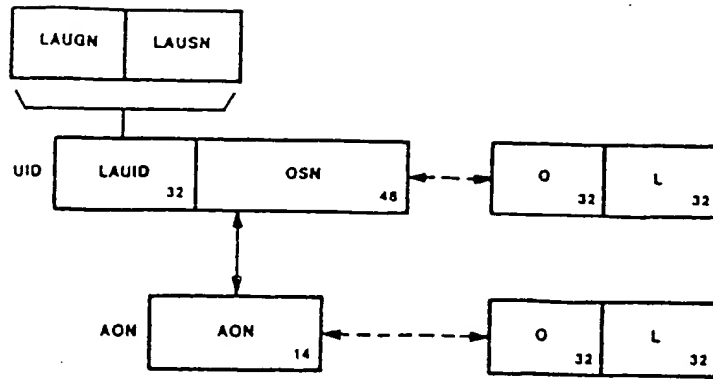 LAUGN LAUSN
UID LAUID 32 OSN 48 O 32 L 32
AON AON 14 O 32 L 32